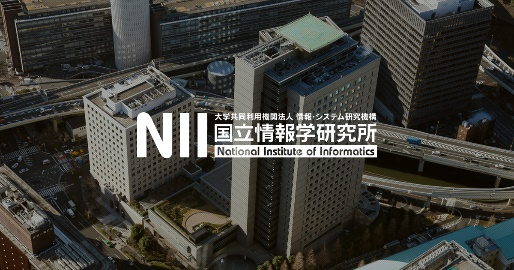 NII
大学共同利用機関法人 情報・システム研究機構
国立情報学研究所
National Institute of Informatics